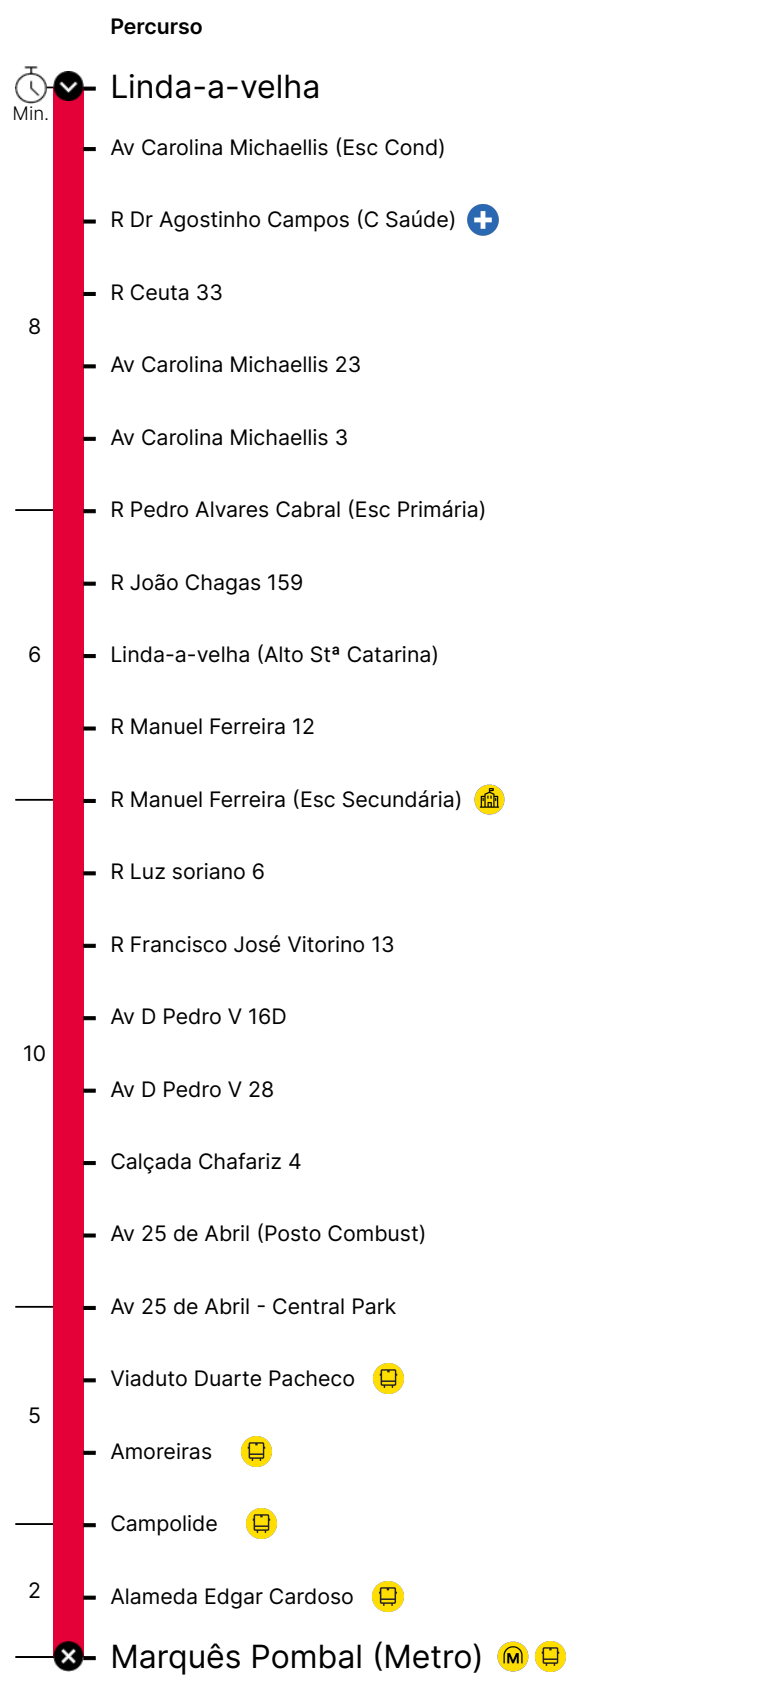 Percurso
Linda-a-velha
Min.
Av Carolina Michaellis (Esc Cond)
R Dr Agostinho Campos (C Saúde)
R Ceuta 33
8
Av Carolina Michaellis 23
Av Carolina Michaellis 3
R Pedro Alvares Cabral (Esc Primária)
R João Chagas 159
6
Linda-a-velha (Alto Stª Catarina)
R Manuel Ferreira 12
R Manuel Ferreira (Esc Secundária)
R Luz soriano 6
R Francisco José Vitorino 13
Av D Pedro V 16D
10
Av D Pedro V 28
Calçada Chafariz 4
Av 25 de Abril (Posto Combust)
Av 25 de Abril - Central Park
Viaduto Duarte Pacheco
5
Amoreiras
Campolide
2
Alameda Edgar Cardoso
Marquês Pombal (Metro) M